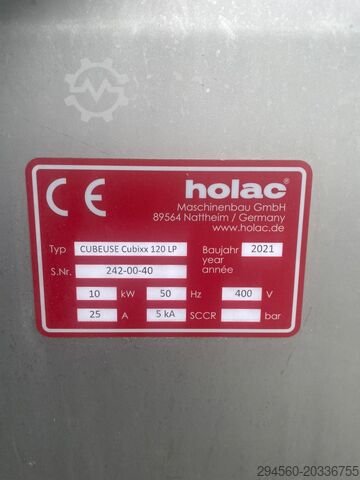 CE holac®
Maschinenbau GmbH
89564 Nattheim / Germany
www.holac.de
Typ CUBEUSE Cubixx 120 LP Baujahr 2021
year
S.Nr. 242-00-40 année
10 kW 50 Hz 400 V
25 A 5 kA SCCR bar
294560-20336755